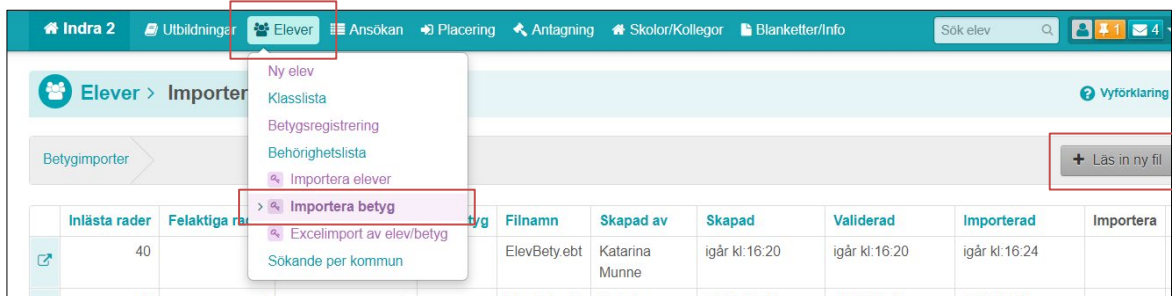 Indra 2 Utbildningar Elever Ansökan Placering Antagning Skolor/Kollegor Blanketter/Info Sök elev 1 4
Ny elev
Klasslista
Betygsregistrering
Behörighetslista
Importera elever
Importera betyg
Excelimport av elev/betyg
Sökande per kommun
Elever > Vyförklaring
Betygimporter + Läs in ny fil
Inlästa rader Felaktiga Filnamn Skapad av Skapad Validerad Importerad Importera
40 ElevBety.ebt Katarina igår kl:16:20 igår kl:16:20 igår kl:16:24
Munne